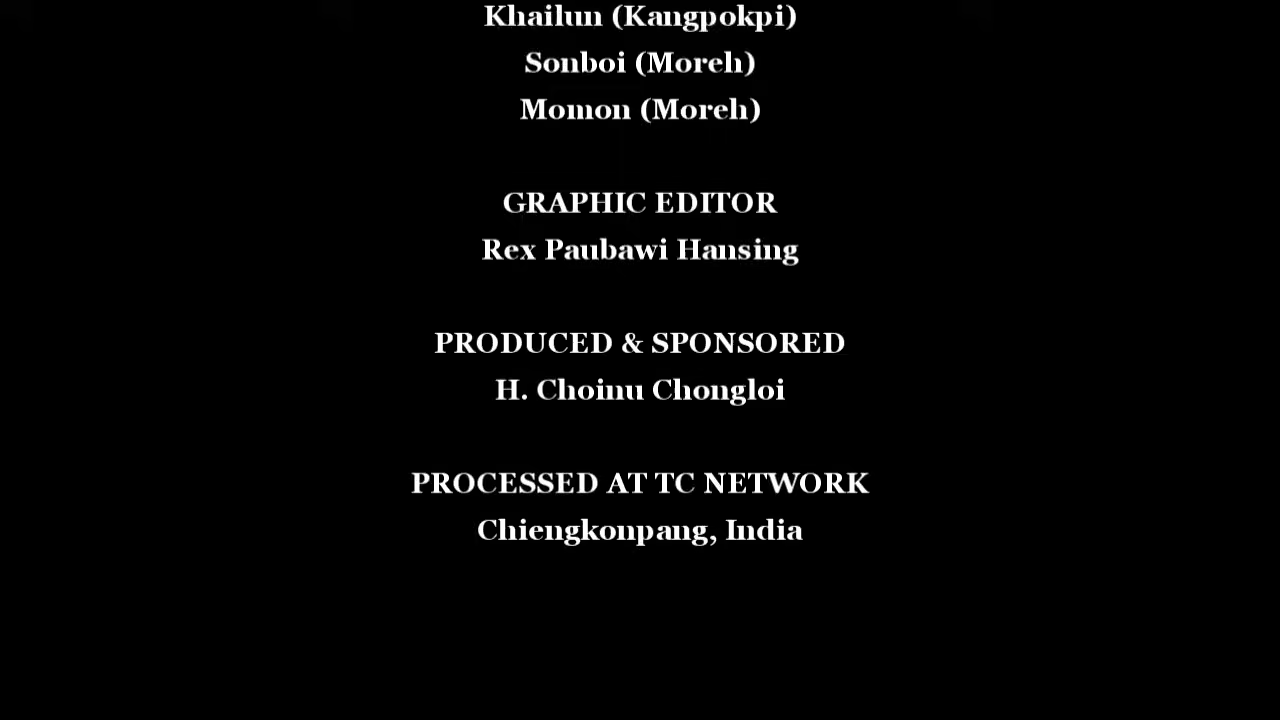 Khailun (Kangpokpi)
Sonboi (Moreh)
Momon (Moreh)
GRAPHIC EDITOR
Rex Paubawi Hansing
PRODUCED & SPONSORED
H. Choinu Chongloi
PROCESSED AT TC NETWORK
Chiengkonpang, India